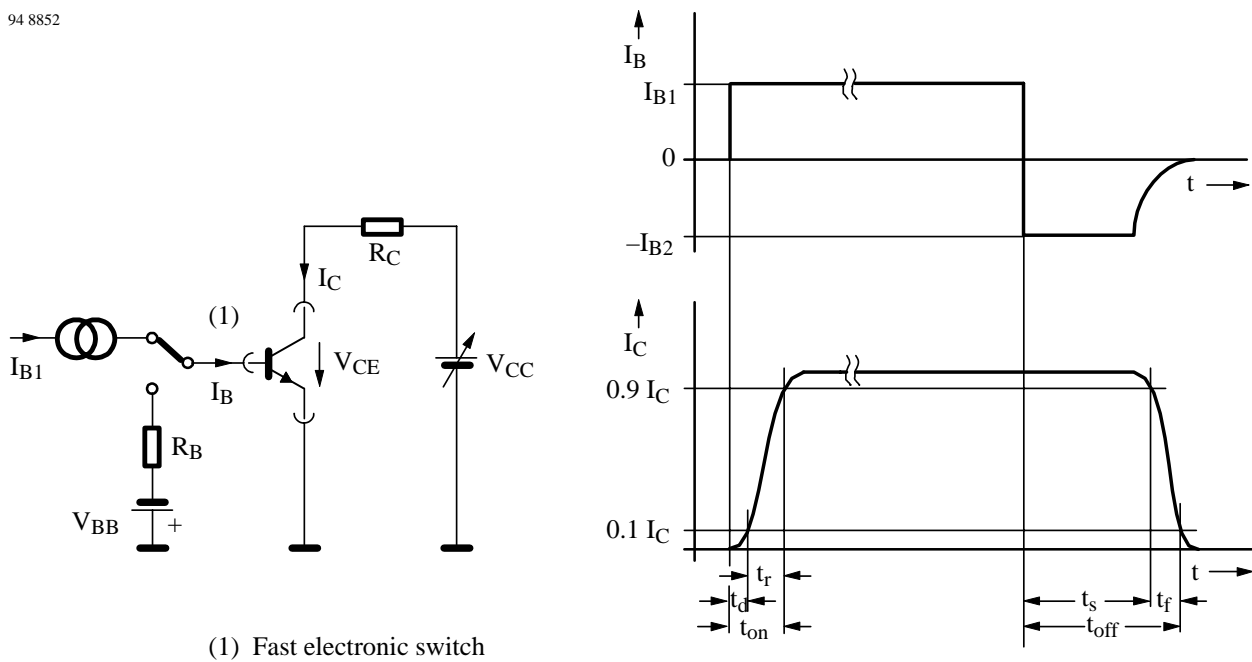 94 8852
I_B
I_B1
0
t
–I_B2
R_C
I_C
(1)
I_B1
I_B
V_CE
V_CC
R_B
V_BB
+
I_C
0.9 I_C
0.1 I_C
t
t_r
t_d
t_on
t_s
t_f
t_off
(1) Fast electronic switch